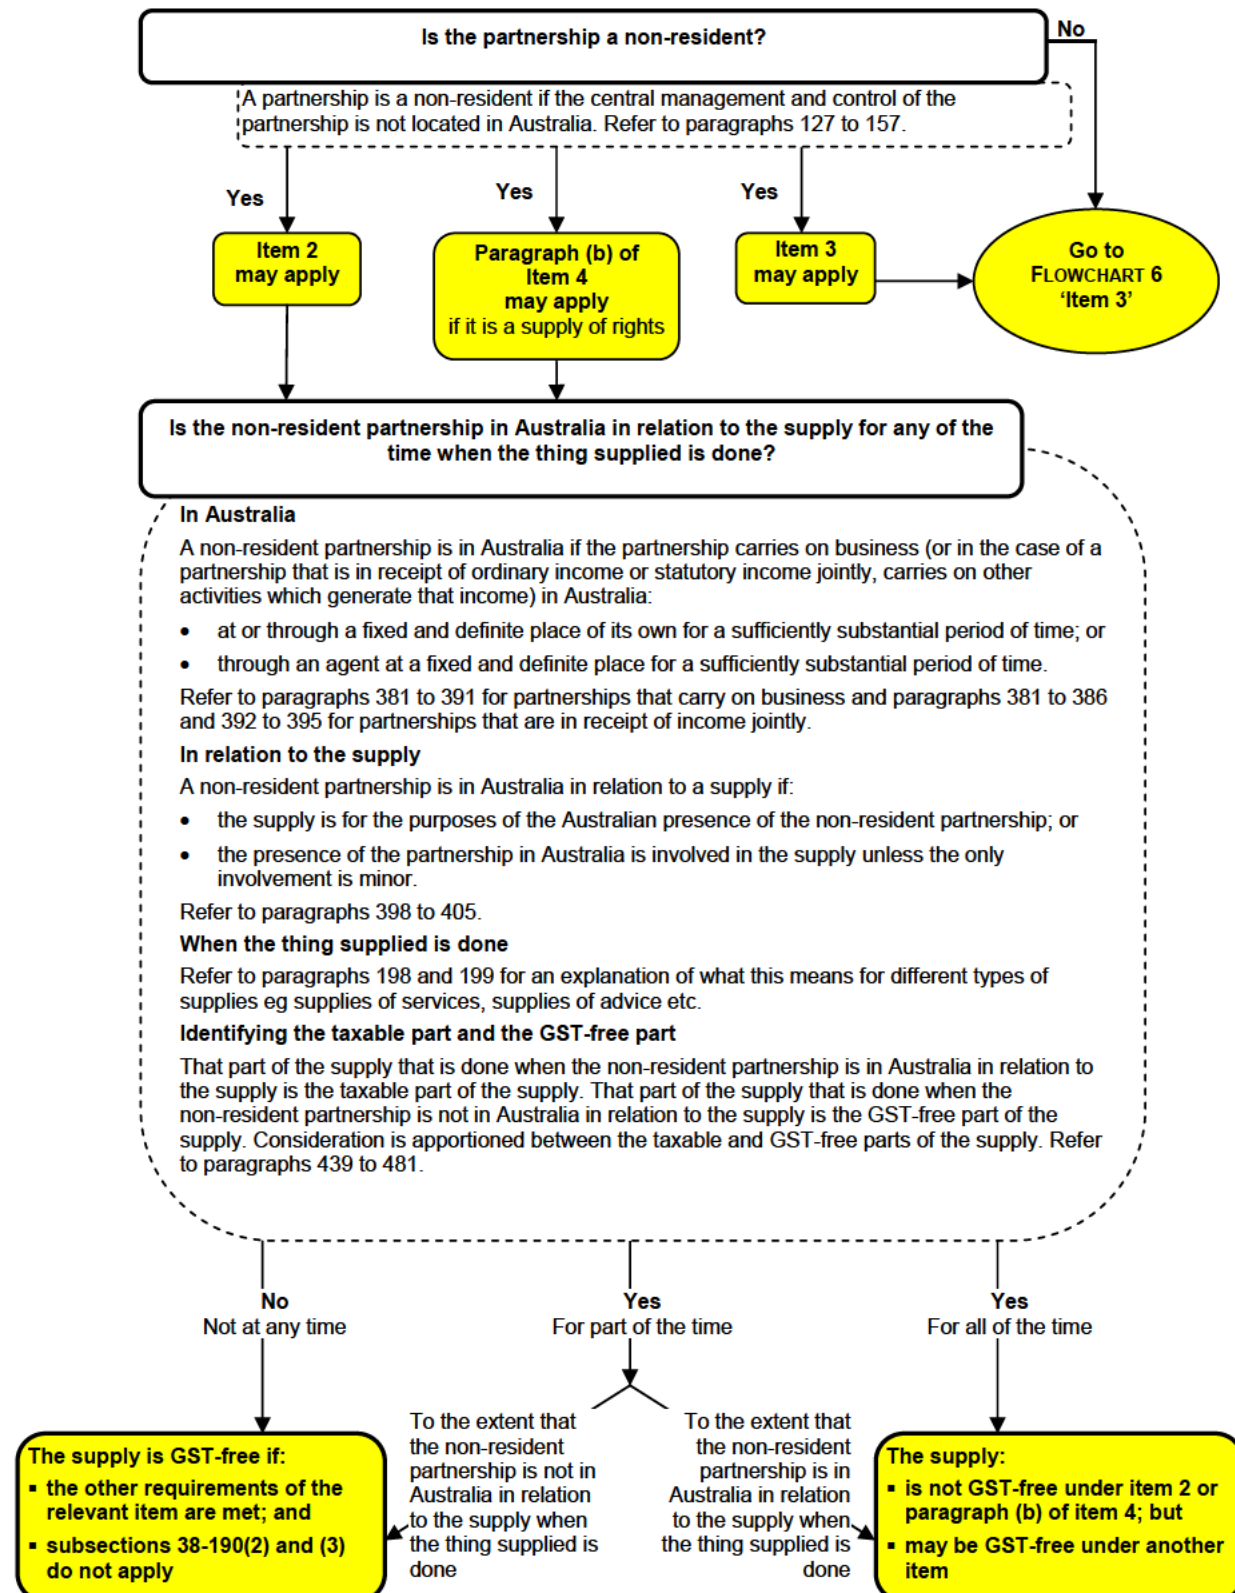 Is the partnership a non-resident?
No
A partnership is a non-resident if the central management and control of the
partnership is not located in Australia. Refer to paragraphs 127 to 157.
Yes
Yes
Yes
Item 2
may apply
Paragraph (b) of
Item 4
may apply
if it is a supply of rights
Item 3
may apply
Go to
FLOWCHART 6
‘Item 3’
Is the non-resident partnership in Australia in relation to the supply for any of the
time when the thing supplied is done?
In Australia
A non-resident partnership is in Australia if the partnership carries on business (or in the case of a
partnership that is in receipt of ordinary income or statutory income jointly, carries on other
activities which generate that income) in Australia:
• at or through a fixed and definite place of its own for a sufficiently substantial period of time; or
• through an agent at a fixed and definite place for a sufficiently substantial period of time.
Refer to paragraphs 381 to 391 for partnerships that carry on business and paragraphs 381 to 386
and 392 to 395 for partnerships that are in receipt of income jointly.
In relation to the supply
A non-resident partnership is in Australia in relation to a supply if:
• the supply is for the purposes of the Australian presence of the non-resident partnership; or
• the presence of the partnership in Australia is involved in the supply unless the only
involvement is minor.
Refer to paragraphs 398 to 405.
When the thing supplied is done
Refer to paragraphs 198 and 199 for an explanation of what this means for different types of
supplies eg supplies of services, supplies of advice etc.
Identifying the taxable part and the GST-free part
That part of the supply that is done when the non-resident partnership is in Australia in relation to
the supply is the taxable part of the supply. That part of the supply that is done when the
non-resident partnership is not in Australia in relation to the supply is the GST-free part of the
supply. Consideration is apportioned between the taxable and GST-free parts of the supply. Refer
to paragraphs 439 to 481.
No
Not at any time
Yes
For part of the time
Yes
For all of the time
The supply is GST-free if:
▪ the other requirements of the
relevant item are met; and
▪ subsections 38-190(2) and (3)
do not apply
To the extent that
the non-resident
partnership is not in
Australia in relation
to the supply when
the thing supplied is
done
To the extent that
the non-resident
partnership is in
Australia in relation
to the supply when
the thing supplied is
done
The supply:
▪ is not GST-free under item 2 or
paragraph (b) of item 4; but
▪ may be GST-free under another
item